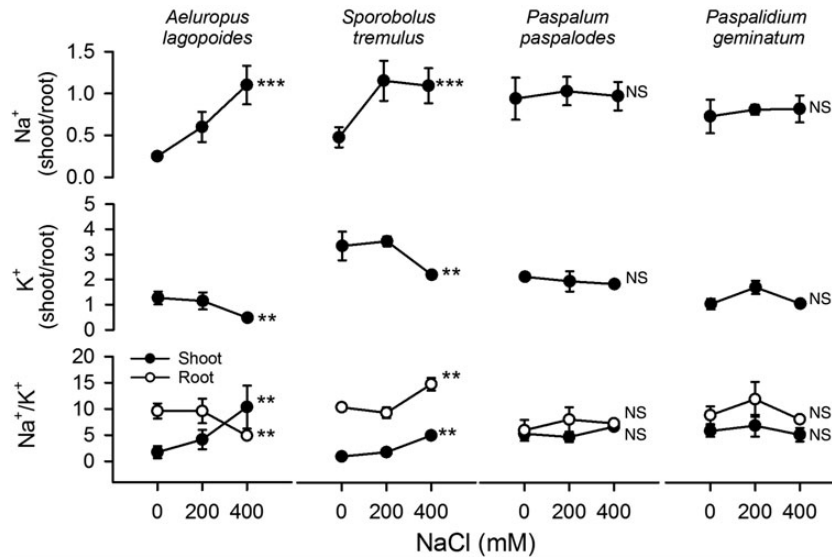 Aeluropus lagopoides
Sporobolus tremulus
Paspalum paspalodes
Paspalidium geminatum
Na+ (shoot/root)
1.5
1.0
0.5
0.0
***
***
NS
NS
K+ (shoot/root)
5
4
3
2
1
0
**
**
NS
NS
Na+/K+
20
15
10
5
0
Shoot
Root
**
**
**
**
NS
NS
NS
NS
0 200 400
0 200 400
0 200 400
0 200 400
NaCl (mM)